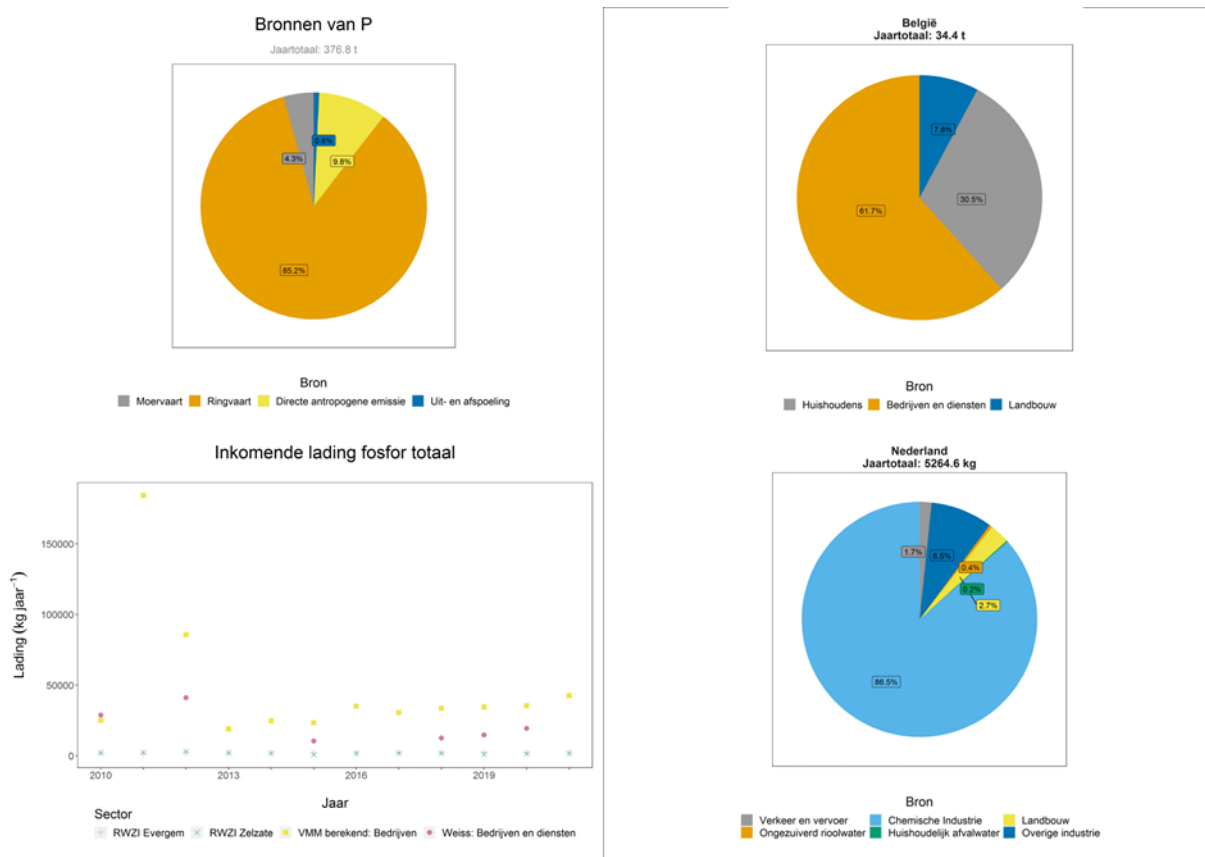 Bronnen van P
Jaartotaal: 376.8 t
0.8%
4.3%
9.8%
85.2%
Bron
Moervaart Ringvaart Directe antropogene emissie Uit- en afspoeling
België
Jaartotaal: 34.4 t
7.8%
30.5%
61.7%
Bron
Huishoudens Bedrijven en diensten Landbouw
Inkomende lading fosfor totaal
Lading (kg jaar⁻¹)
150000
100000
50000
0
2010 2013 2016 2019
Jaar
Sector
RWZI Evergem RWZI Zelzate VMM berekend: Bedrijven Weiss: Bedrijven en diensten
Nederland
Jaartotaal: 5264.6 kg
1.7% 8.5%
0.4%
0.2%
2.7%
86.5%
Bron
Verkeer en vervoer Chemische Industrie Landbouw
Ongezuiverd rioolwater Huishoudelijk afvalwater Overige industrie